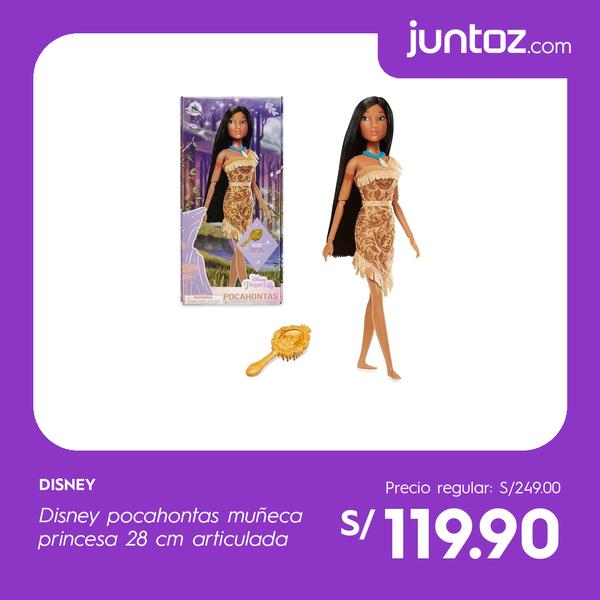 juntoz.com
Disney
PRINCESS
POCAHONTAS
DISNEY
Disney pocahontas muñeca
princesa 28 cm articulada
Precio regular: S/249.00
S/119.90